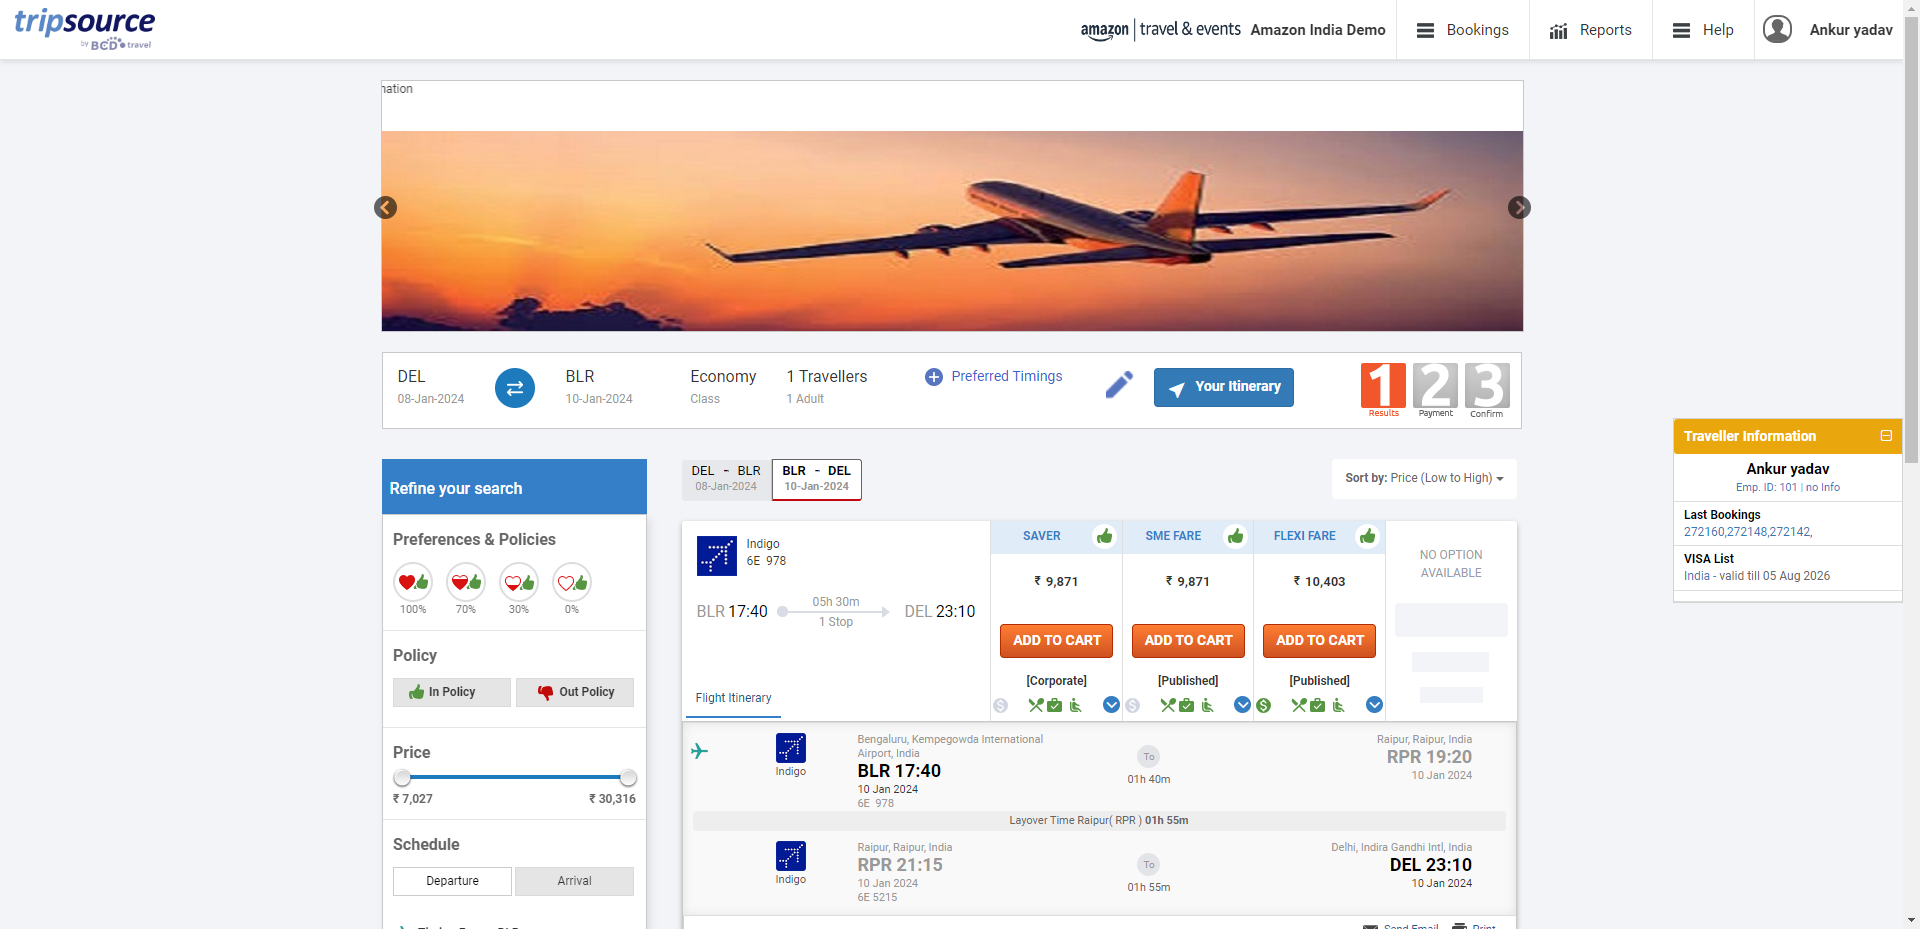 tripsource
by BCD travel
amazon | travel & events Amazon India Demo
Bookings
Reports
Help
Ankur yadav
nation
DEL
08-Jan-2024
BLR
10-Jan-2024
Economy
Class
1 Travellers
1 Adult
Preferred Timings
Your Itinerary
1 2 3
Results Payment Confirm
Traveller Information
Ankur yadav
Emp. ID: 101 | no Info
Last Bookings
272160,272148,272142,
VISA List
India - valid till 05 Aug 2026
Refine your search
Preferences & Policies
100% 70% 30% 0%
Policy
In Policy Out Policy
Price
₹ 7,027 ₹ 30,316
Schedule
Departure Arrival
DEL - BLR
08-Jan-2024
BLR - DEL
10-Jan-2024
Sort by: Price (Low to High)
Indigo
6E 978
BLR 17:40
05h 30m
1 Stop
DEL 23:10
Flight Itinerary
SAVER
₹ 9,871
ADD TO CART
[Corporate]
SME FARE
₹ 9,871
ADD TO CART
[Published]
FLEXI FARE
₹ 10,403
ADD TO CART
[Published]
NO OPTION
AVAILABLE
Indigo
Bengaluru, Kempegowda International
Airport, India
BLR 17:40
10 Jan 2024
6E 978
To
01h 40m
Raipur, Raipur, India
RPR 19:20
10 Jan 2024
Layover Time Raipur( RPR ) 01h 55m
Indigo
Raipur, Raipur, India
RPR 21:15
10 Jan 2024
6E 5215
To
01h 55m
Delhi, Indira Gandhi Intl, India
DEL 23:10
10 Jan 2024
Send Email Print